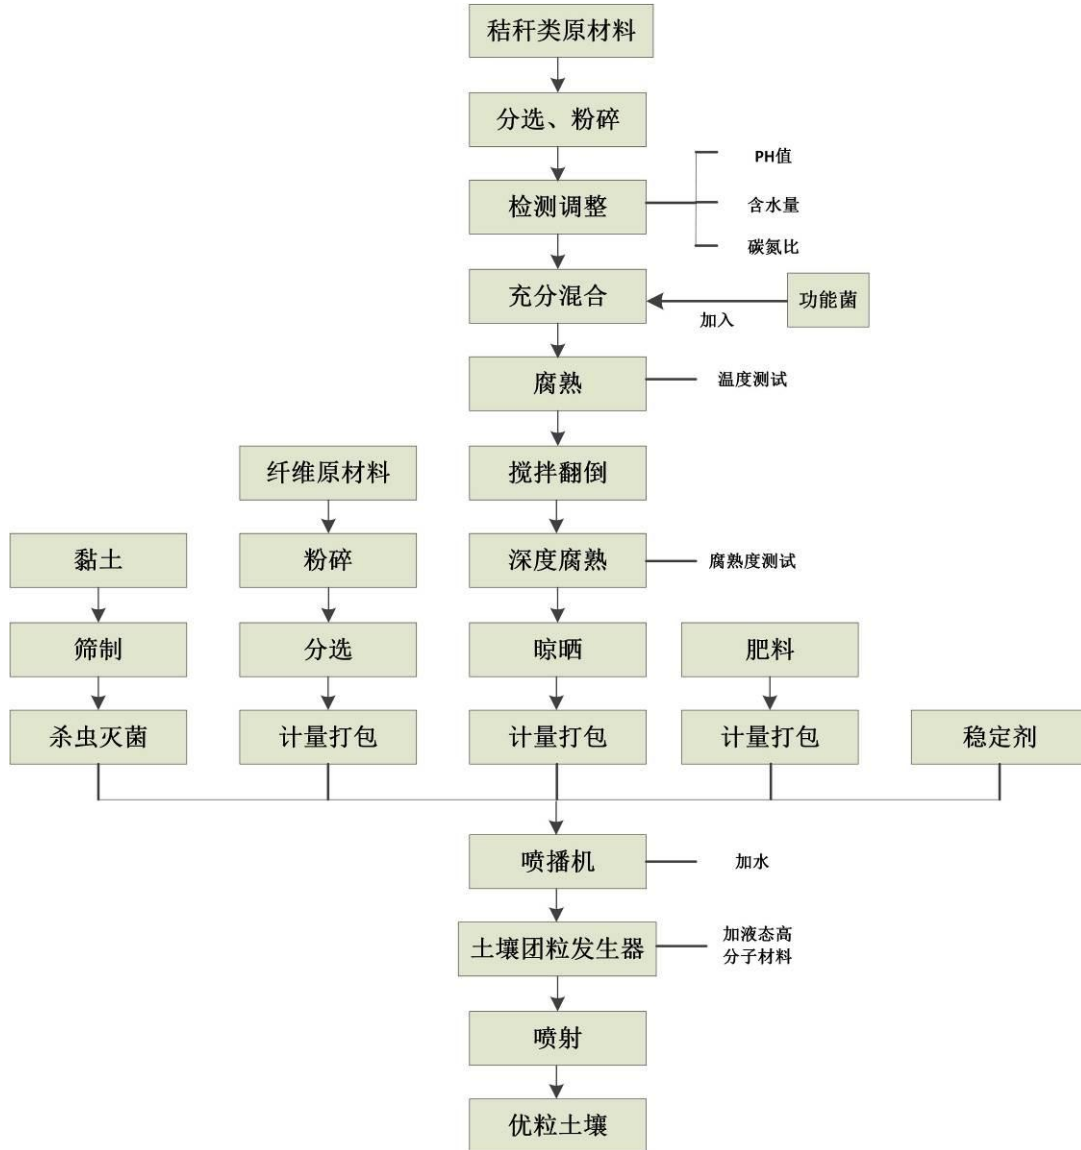 秸秆类原材料
分选、粉碎
检测调整
PH值
含水量
碳氮比
充分混合
加入
功能菌
腐熟
温度测试
搅拌翻倒
深度腐熟
腐熟度测试
晾晒
计量打包
纤维原材料
粉碎
分选
计量打包
黏土
筛制
杀虫灭菌
肥料
计量打包
稳定剂
喷播机
加水
土壤团粒发生器
加液态高
分子材料
喷射
优粒土壤